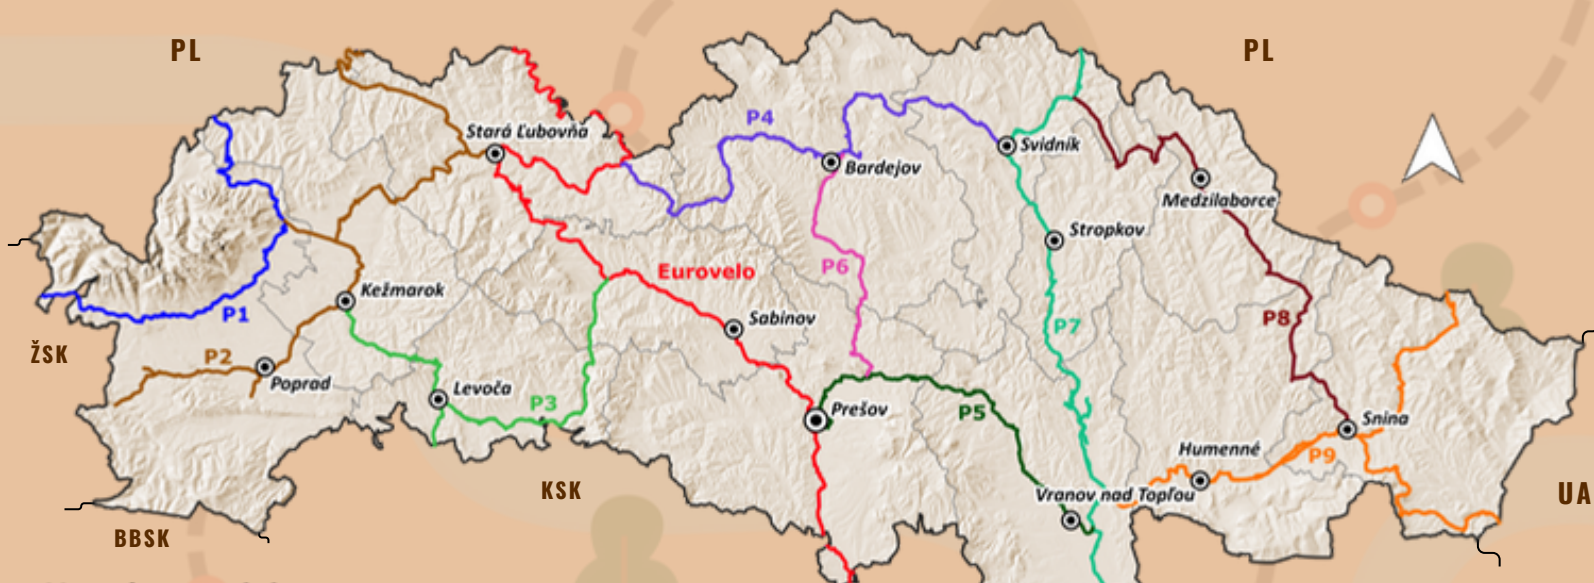 PL
PL
P4
Stará Ľubovňa
Svidník
Bardejov
Medzilaborce
Stropkov
P6
Eurovelo
Kežmarok
P1
Sabinov
P7
P8
ŽSK
P2
Poprad
Levoča
P3
Prešov
P5
Snina
Humenné
P9
KSK
Vranov nad Topľou
UA
BBSK